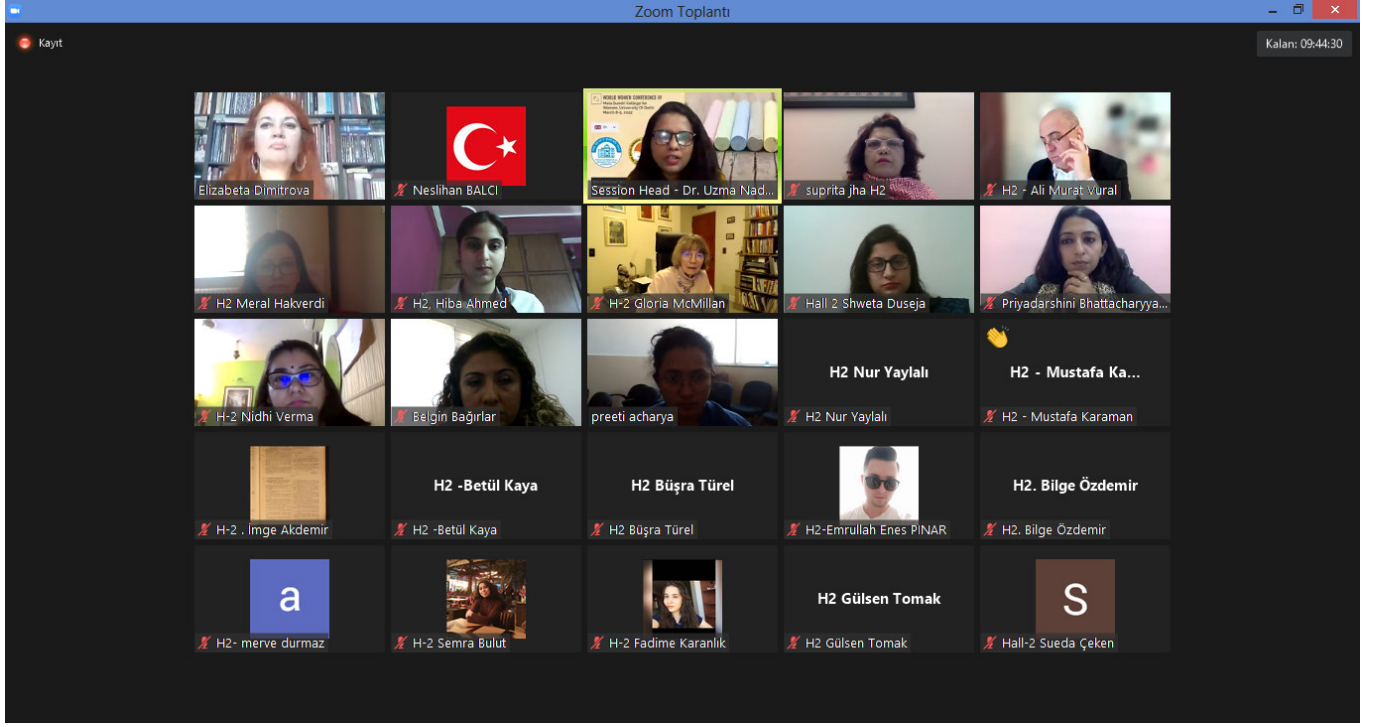 Zoom Toplantı
Kayıt
Kalan: 09:44:30
WORLD WOMEN CONFERENCE III
Elizabeta Dimitrova
Neslihan BALCI
Session Head - Dr. Uzma Nad...
suprita jha H2
H2 - Ali Murat Vural
H2 Meral Hakverdi
H2, Hiba Ahmed
H-2 Gloria McMillan
Hall 2 Shweta Duseja
Priyadarshini Bhattacharyya...
H-2 Nidhi Verma
Belgin Bağırlar
preeti acharya
H2 Nur Yaylalı
H2 Nur Yaylalı
H2 - Mustafa Ka...
H2 - Mustafa Karaman
H-2 . İmge Akdemir
H2 -Betül Kaya
H2 -Betül Kaya
H2 Büşra Türel
H2 Büşra Türel
H2-Emrullah Enes PINAR
H2. Bilge Özdemir
H2. Bilge Özdemir
a
H2- merve durmaz
H-2 Semra Bulut
H-2 Fadime Karanlık
H2 Gülsen Tomak
H2 Gülsen Tomak
S
Hall-2 Sueda Çeken